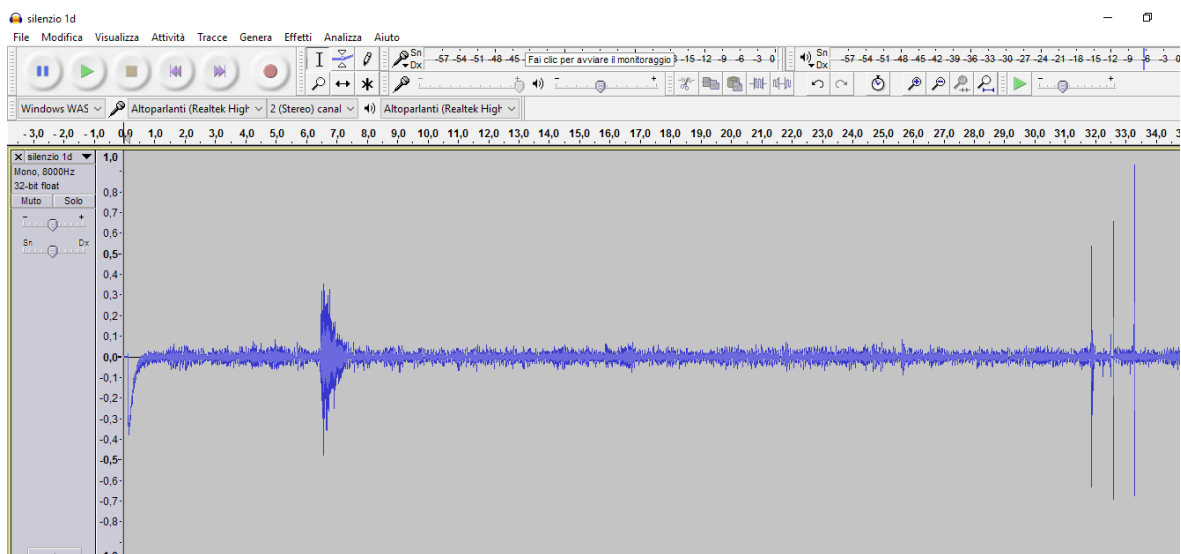 silenzio 1d
File Modifica Visualizza Attività Tracce Genera Effetti Analizza Aiuto
Sn -57 -54 -51 -48 -45 Fai clic per avviare il monitoraggio -15 -12 -9 -6 -3 0 Sn -57 -54 -51 -48 -45 -42 -39 -36 -33 -30 -27 -24 -21 -18 -15 -12 -9 -6 -3 0
Dx Dx
- + - +
- +
Windows WAS Altoparlanti (Realtek High 2 (Stereo) canal Altoparlanti (Realtek High
- 3,0 - 2,0 - 1,0 0,0 1,0 2,0 3,0 4,0 5,0 6,0 7,0 8,0 9,0 10,0 11,0 12,0 13,0 14,0 15,0 16,0 17,0 18,0 19,0 20,0 21,0 22,0 23,0 24,0 25,0 26,0 27,0 28,0 29,0 30,0 31,0 32,0 33,0 34,0
silenzio 1d 1,0
Mono, 8000Hz
32-bit float
0,8
Muto Solo
0,7
- +
0,6
Sn Dx
0,5
0,4
0,3
0,2
0,1
0,0
-0,1
-0,2
-0,3
-0,4
-0,5
-0,6
-0,7
-0,8